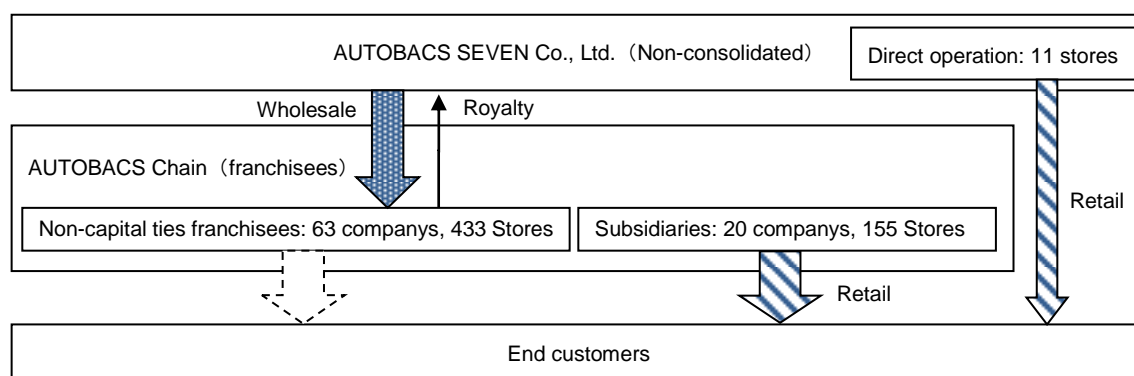 AUTOBACS SEVEN Co., Ltd.（Non-consolidated）
Direct operation: 11 stores
Wholesale
Royalty
AUTOBACS Chain（franchisees）
Retail
Non-capital ties franchisees: 63 companys, 433 Stores
Subsidiaries: 20 companys, 155 Stores
Retail
End customers